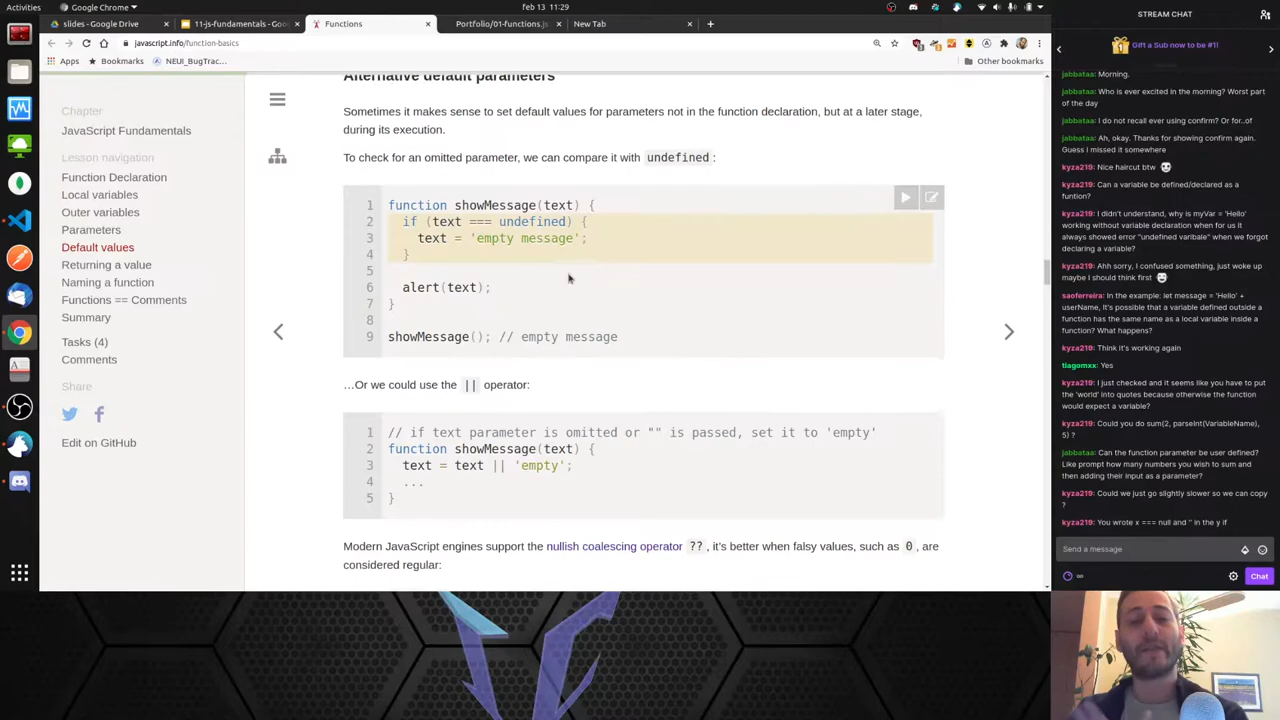 Activities
Google Chrome
Feb 13 11:29
slides - Google Drive
11-js-fundamentals - Goo
Functions
Portfolio/01-functions.js
New Tab
javascript.info/function-basics
Apps
Bookmarks
NEUI_BugTrac...
Other bookmarks
Chapter
JavaScript Fundamentals
Lesson navigation
Function Declaration
Local variables
Outer variables
Parameters
Default values
Returning a value
Naming a function
Functions == Comments
Summary
Tasks (4)
Comments
Share
Edit on GitHub
Alternative default parameters
Sometimes it makes sense to set default values for parameters not in the function declaration, but at a later stage,
during its execution.
To check for an omitted parameter, we can compare it with undefined :
1 function showMessage(text) {
2 if (text === undefined) {
3 text = 'empty message';
4 }
5
6 alert(text);
7 }
8
9 showMessage(); // empty message
…Or we could use the || operator:
1 // if text parameter is omitted or "" is passed, set it to 'empty'
2 function showMessage(text) {
3 text = text || 'empty';
4 ...
5 }
Modern JavaScript engines support the nullish coalescing operator ??, it's better when falsy values, such as 0, are
considered regular:
STREAM CHAT
Gift a Sub now to be #1!
jabbataa: Morning.
jabbataa: Who is ever excited in the morning? Worst part
of the day
jabbataa: I do not recall ever using confirm? Or for..of
jabbataa: Ah, okay. Thanks for showing confirm again.
Guess I missed it somewhere
kyza219: Nice haircut btw
kyza219: Can a variable be defined/declared as a
funtion?
kyza219: I didn't understand, why is myVar = 'Hello'
working without variable declaration when for us it
always showed error "undefined varibale" when we forgot
declaring a variable?
kyza219: Ahh sorry, I confused something, just woke up
maybe I should think first
saoferreira: In the example: let message = 'Hello' +
userName, It's possible that a variable defined outside a
function has the same name as a local variable inside a
function? What happens?
kyza219: Think it's working again
tiagomxx: Yes
kyza219: I just checked and it seems like you have to put
the 'world' into quotes because otherwise the function
would expect a variable?
kyza219: Could you do sum(2, parseInt(VariableName),
5) ?
jabbataa: Can the function parameter be user defined?
Like prompt how many numbers you wish to sum and
then adding their input as a parameter?
kyza219: Could we just go slightly slower so we can copy
?
kyza219: You wrote x === null and '' in the y if
Send a message
Chat